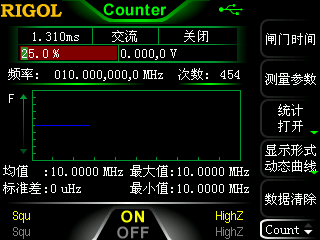 RIGOL Counter
1.310ms 交流 关闭
25.0 % 0.000,0 V
频率: 010.000,000,0 MHz 次数: 454
F
均值 :10.0000 MHz 最大值:10.0000 MHz
标准差:0 uHz 最小值:10.0000 MHz
Squ ON HighZ
Squ OFF HighZ
闸门时间
测量参数
统计
打开
显示形式
动态曲线
数据清除
Count